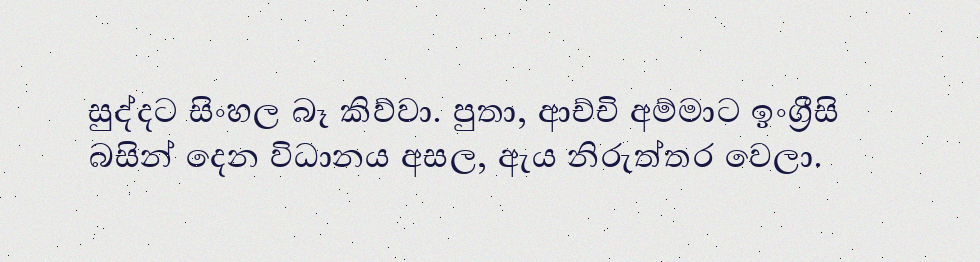 සුද්දට සිංහල බෑ කිව්වා. පුතා, ආච්චි අම්මාට ඉංග්‍රීසි
බසින් දෙන විධානය අසල, ඇය නිරුත්තර වෙලා.